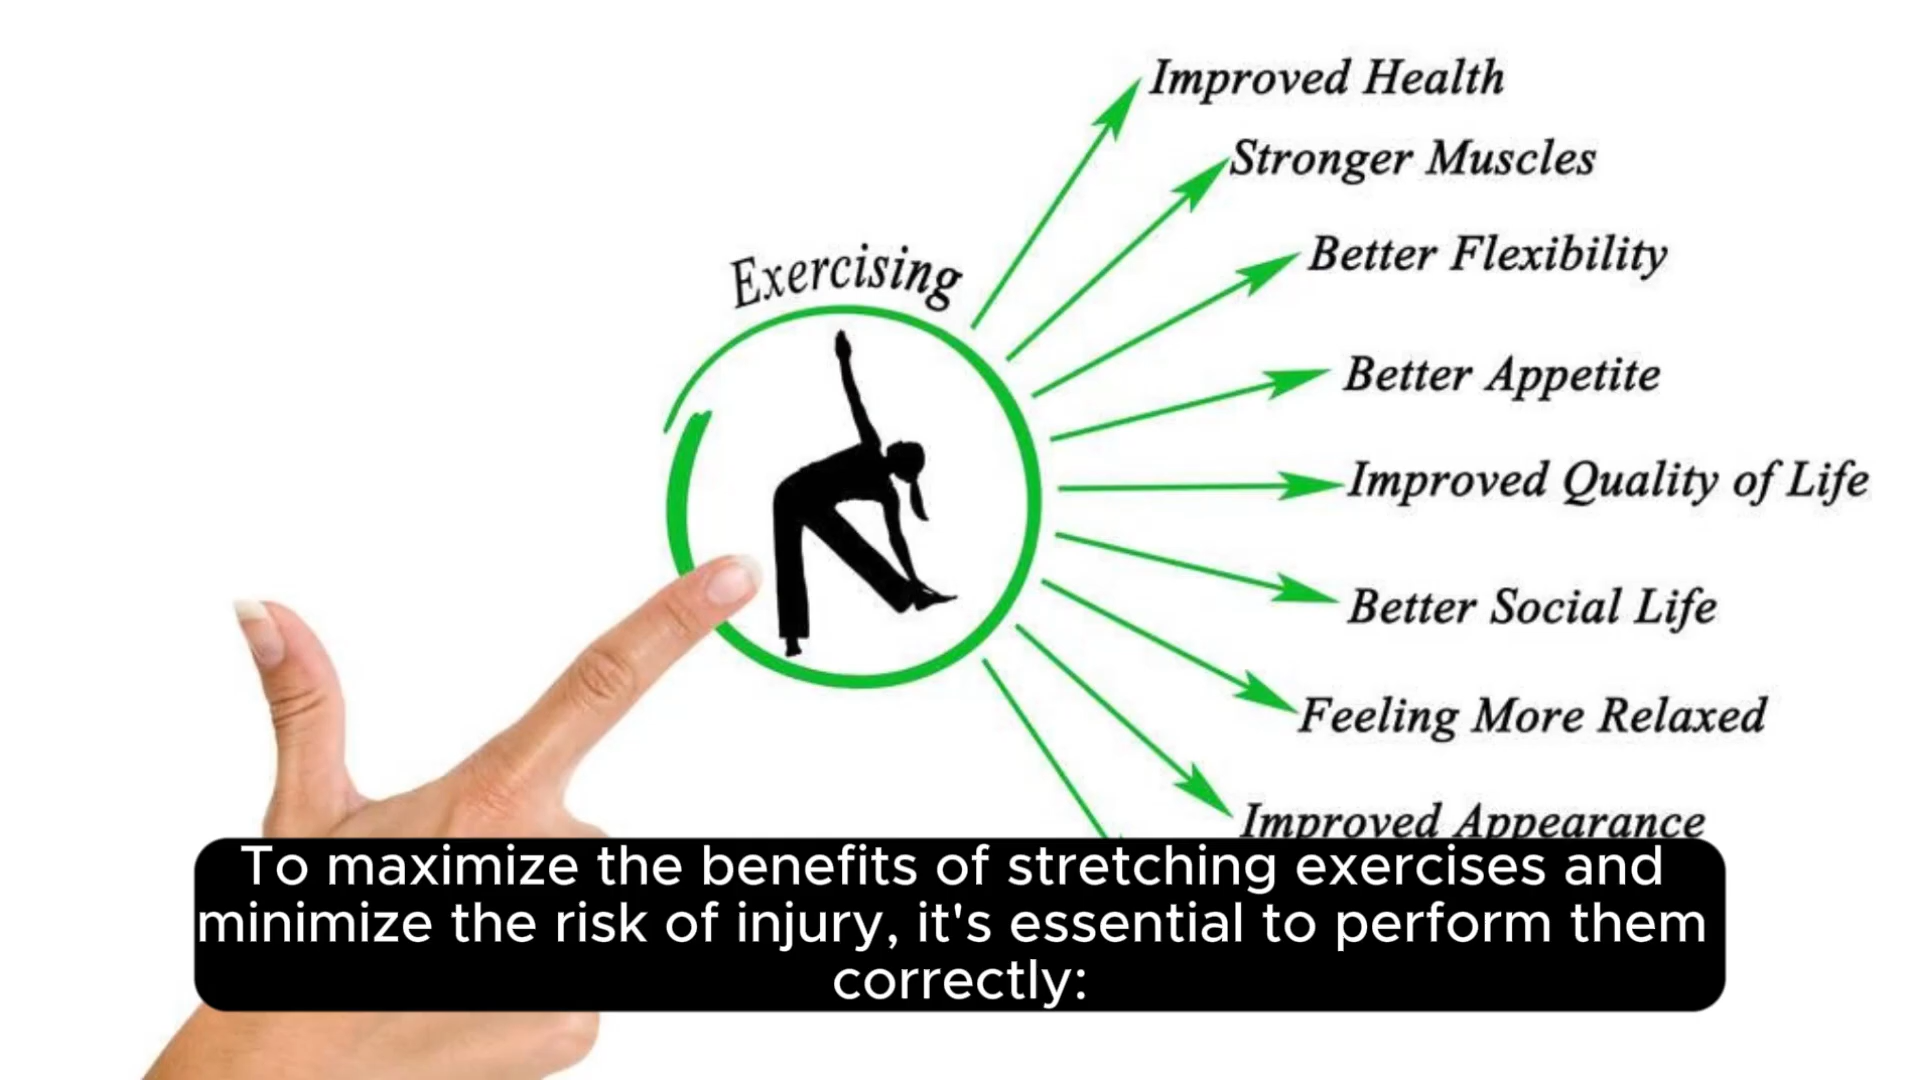 Improved Health
Stronger Muscles
Better Flexibility
Exercising
Better Appetite
Improved Quality of Life
Better Social Life
Feeling More Relaxed
Improved Appearance
To maximize the benefits of stretching exercises and
minimize the risk of injury, it's essential to perform them
correctly: